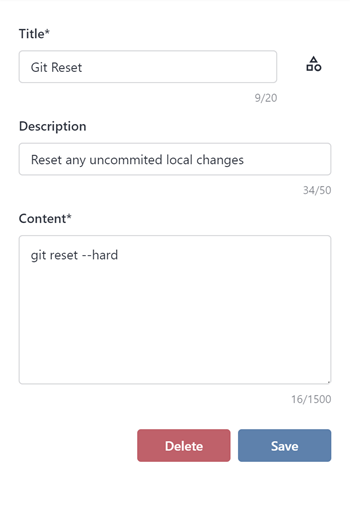 Title*
Git Reset
9/20
Description
Reset any uncommited local changes
34/50
Content*
git reset --hard
16/1500
Delete
Save